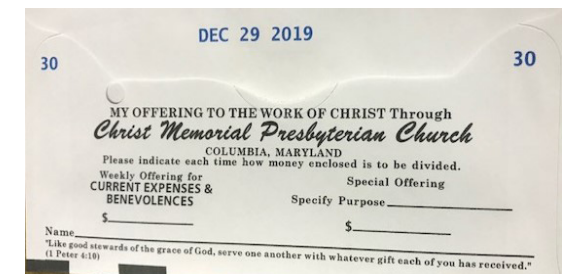 DEC 29 2019
30 30
MY OFFERING TO THE WORK OF CHRIST Through
Christ Memorial Presbyterian Church
COLUMBIA, MARYLAND
Please indicate each time how money enclosed is to be divided.
Weekly Offering for
CURRENT EXPENSES &
BENEVOLENCES
$
Special Offering
Specify Purpose
$
Name
"Like good stewards of the grace of God, serve one another with whatever gift each of you has received."
(1 Peter 4:10)